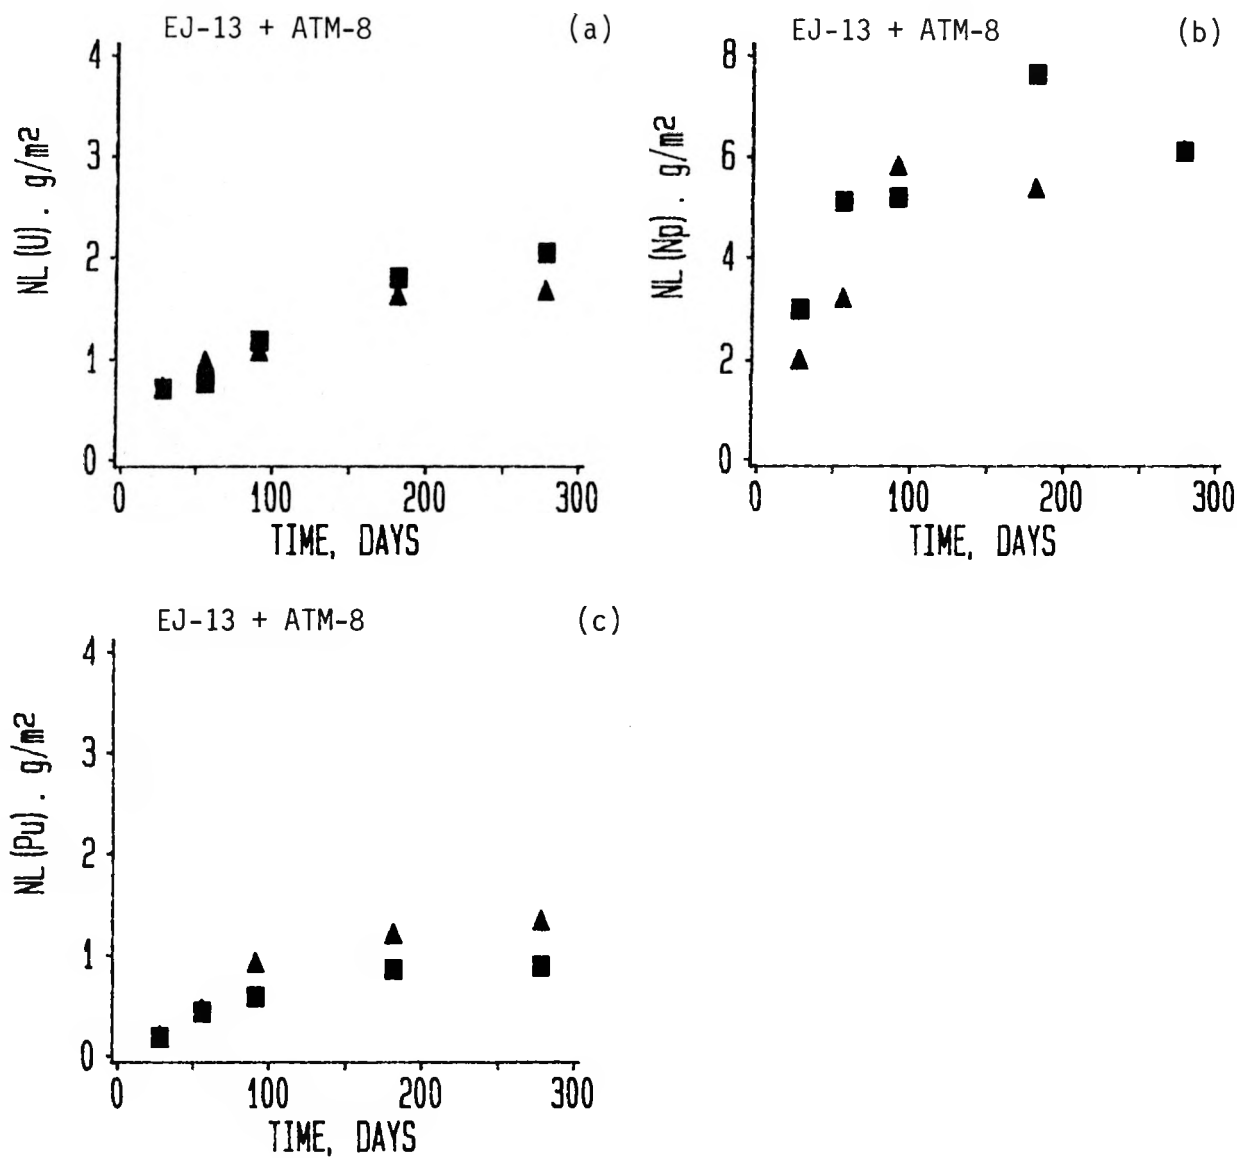 EJ-13 + ATM-8 (a)
4
3
2
1
0
NL (U) . g/m²
0 100 200 300
TIME, DAYS
EJ-13 + ATM-8 (b)
8
6
4
2
0
NL (Np) . g/m²
0 100 200 300
TIME, DAYS
EJ-13 + ATM-8 (c)
4
3
2
1
0
NL (Pu) . g/m²
0 100 200 300
TIME, DAYS